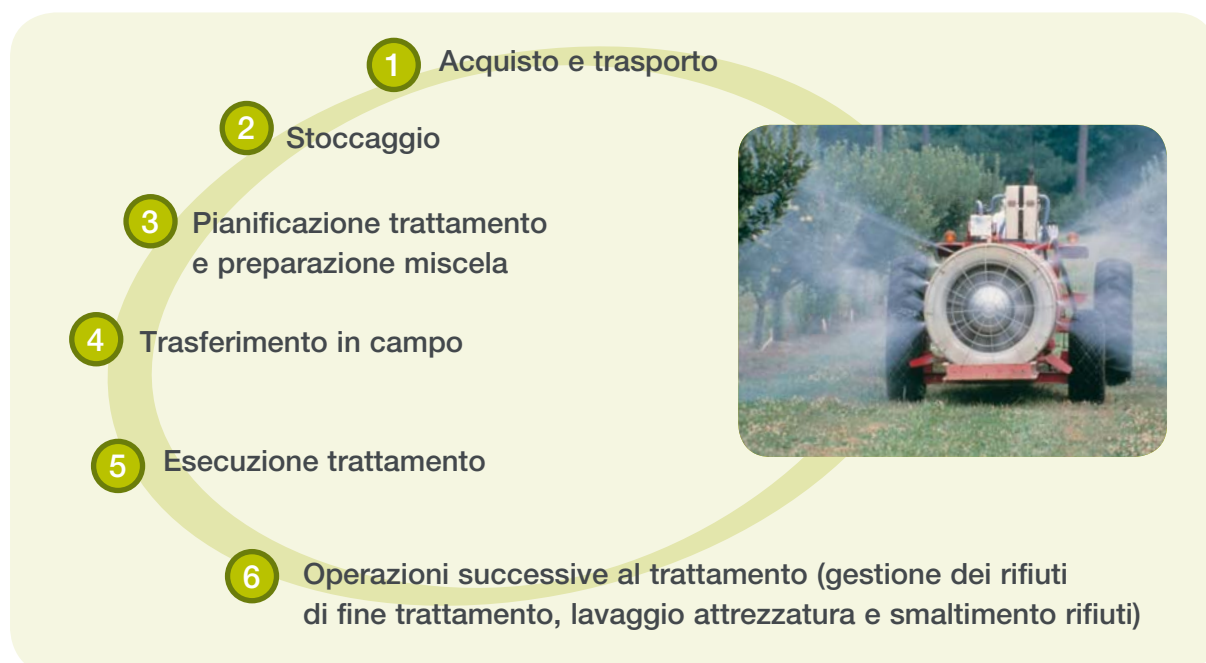 1 Acquisto e trasporto
2 Stoccaggio
3 Pianificazione trattamento
e preparazione miscela
4 Trasferimento in campo
5 Esecuzione trattamento
6 Operazioni successive al trattamento (gestione dei rifiuti
di fine trattamento, lavaggio attrezzatura e smaltimento rifiuti)